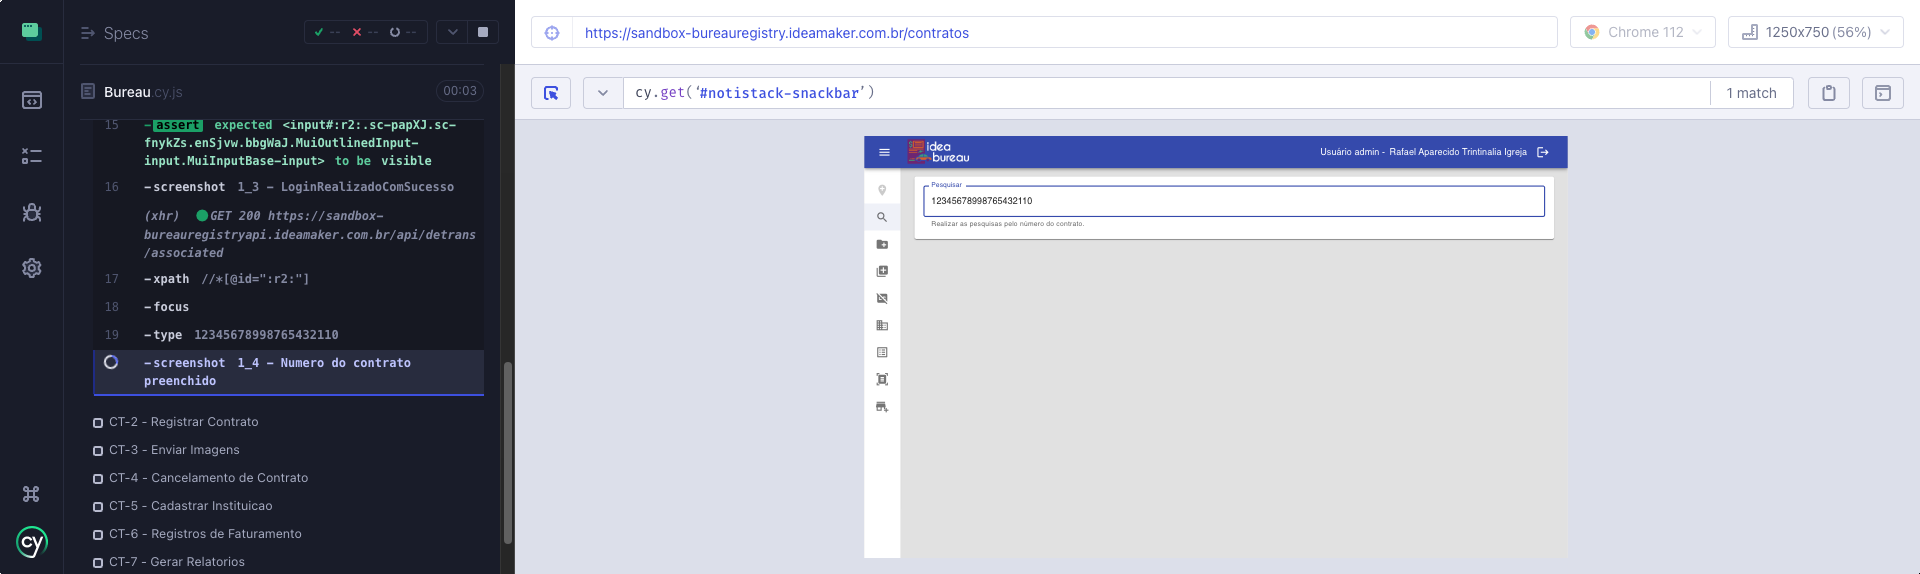 Specs
-- -- --
Bureau.cy.js
00:03
15 -assert expected <input#:r2:.sc-papXJ.sc-
fnykZs.enSjvw.bbgWaJ.MuiOutlinedInput-
input.MuiInputBase-input> to be visible
16 -screenshot 1_3 - LoginRealizadoComSucesso
(xhr) GET 200 https://sandbox-
bureauregistryapi.ideamaker.com.br/api/detrans
/associated
17 -xpath //*[@id=":r2:"]
18 -focus
19 -type 12345678998765432110
-screenshot 1_4 - Numero do contrato
preenchido
CT-2 - Registrar Contrato
CT-3 - Enviar Imagens
CT-4 - Cancelamento de Contrato
CT-5 - Cadastrar Instituicao
CT-6 - Registros de Faturamento
CT-7 - Gerar Relatorios
cy
https://sandbox-bureauregistry.ideamaker.com.br/contratos
Chrome 112
1250x750 (56%)
cy.get('#notistack-snackbar')
1 match
idea
bureau
Usuário admin - Rafael Aparecido Trintinalia Igreja
Pesquisar
12345678998765432110
Realizar as pesquisas pelo número do contrato.